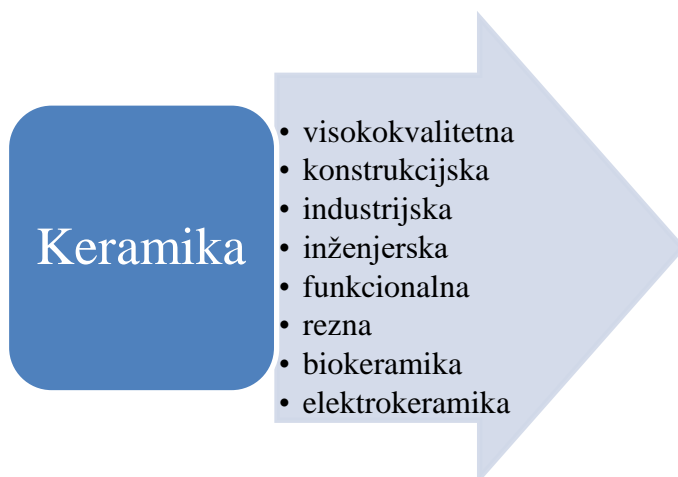 Keramika
• visokokvalitetna
• konstrukcijska
• industrijska
• inženjerska
• funkcionalna
• rezna
• biokeramika
• elektrokeramika